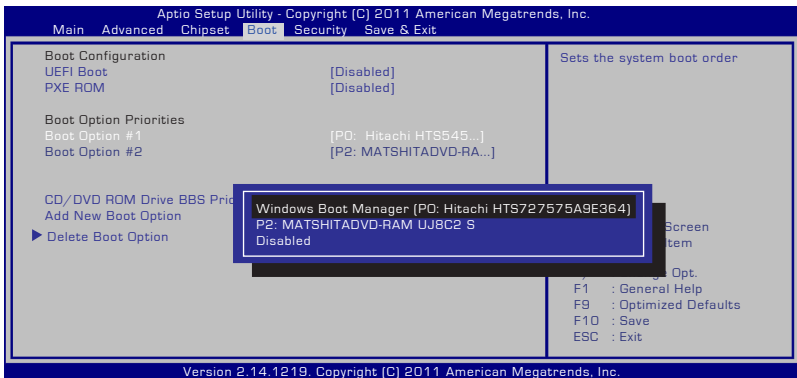 Aptio Setup Utility - Copyright (C) 2011 American Megatrends, Inc.
Main Advanced Chipset Boot Security Save & Exit
Boot Configuration
UEFI Boot [Disabled]
PXE ROM [Disabled]
Boot Option Priorities
Boot Option #1 [P0: Hitachi HTS545...]
Boot Option #2 [P2: MATSHITADVD-RA...]
CD/DVD ROM Drive BBS Prio
Add New Boot Option
Delete Boot Option
Windows Boot Manager (P0: Hitachi HTS727575A9E364)
P2: MATSHITADVD-RAM UJ8C2 S
Disabled
Sets the system boot order
Screen
Item
Opt.
F1 : General Help
F9 : Optimized Defaults
F10 : Save
ESC : Exit
Version 2.14.1219. Copyright (C) 2011 American Megatrends, Inc.